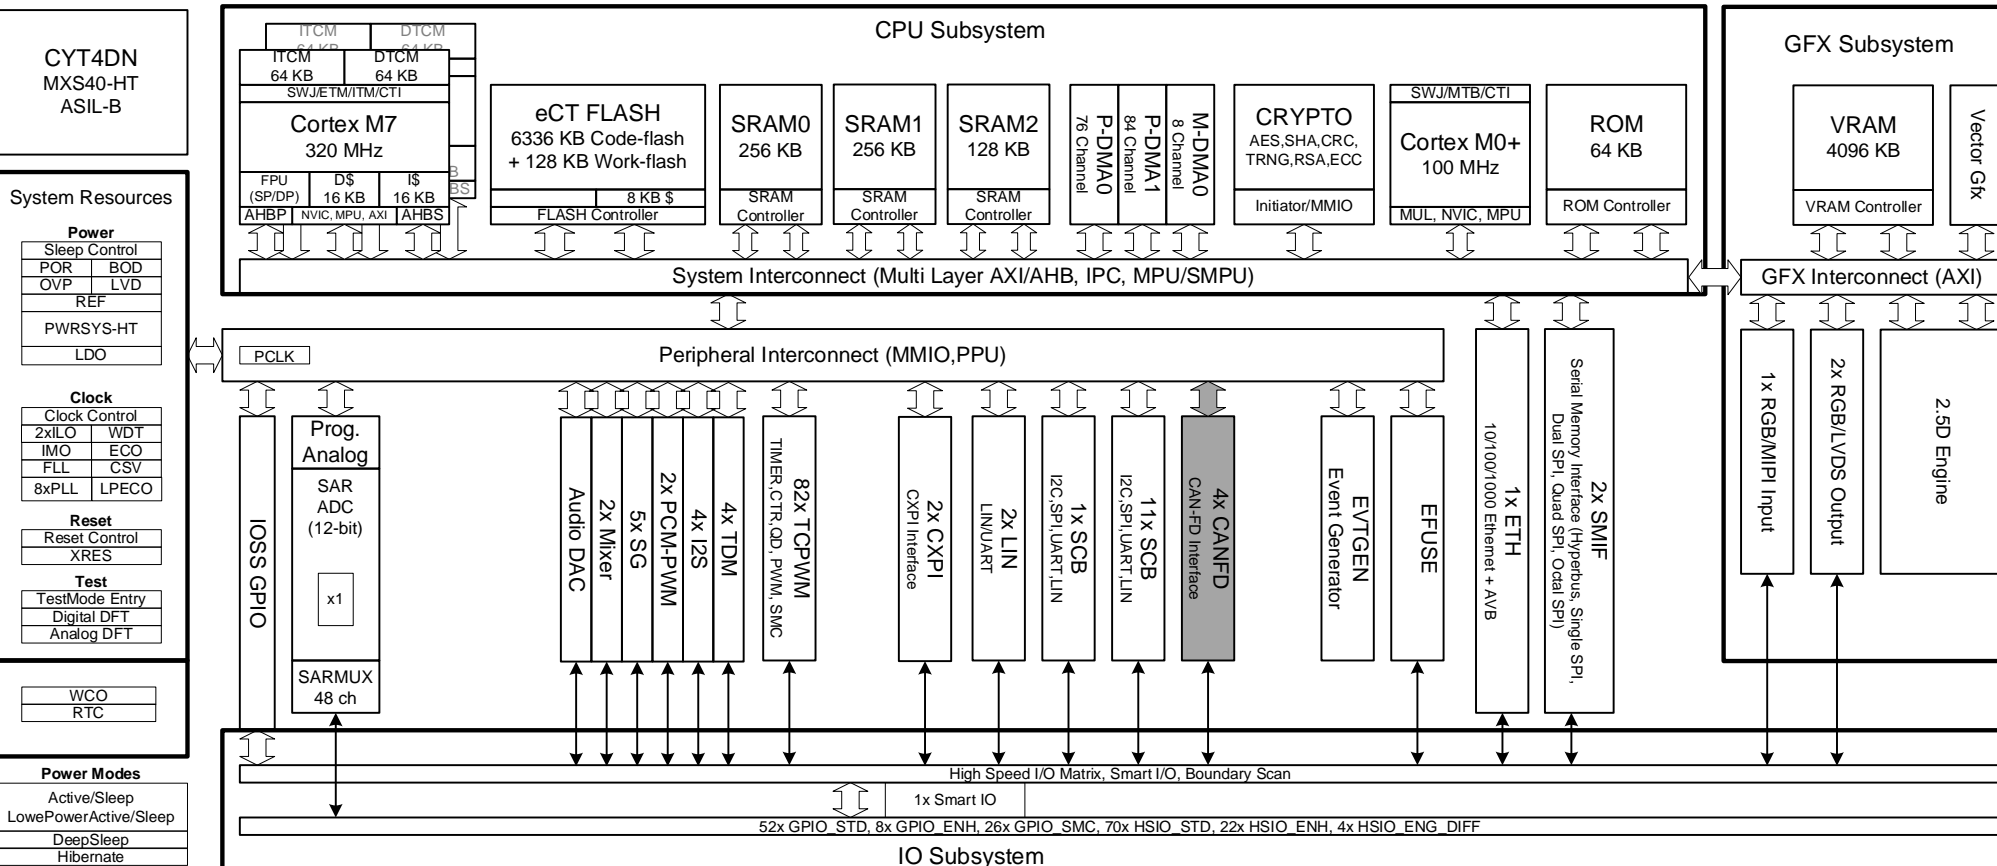 CYT4DN
MXS40-HT
ASIL-B
System Resources
Power
Sleep Control
POR BOD
OVP LVD
REF
PWRSYS-HT
LDO
Clock
Clock Control
2xILO WDT
IMO ECO
FLL CSV
8xPLL LPECO
Reset
Reset Control
XRES
Test
TestMode Entry
Digital DFT
Analog DFT
WCO
RTC
Power Modes
Active/Sleep
LowePowerActive/Sleep
DeepSleep
Hibernate
CPU Subsystem
ITCM DTCM
64 KB 64 KB
ITCM DTCM
64 KB 64 KB
SWJ/ETM/ITM/CTI
Cortex M7
320 MHz
FPU
(SP/DP)
D$
16 KB
I$
16 KB
B
BS
AHBP NVIC, MPU, AXI AHBS
eCT FLASH
6336 KB Code-flash
+ 128 KB Work-flash
8 KB $
FLASH Controller
SRAM0
256 KB
SRAM
Controller
SRAM1
256 KB
SRAM
Controller
SRAM2
128 KB
SRAM
Controller
P-DMA0
76 Channel
P-DMA1
84 Channel
M-DMA0
8 Channel
CRYPTO
AES,SHA,CRC,
TRNG,RSA,ECC
Initiator/MMIO
SWJ/MTB/CTI
Cortex M0+
100 MHz
MUL, NVIC, MPU
ROM
64 KB
ROM Controller
System Interconnect (Multi Layer AXI/AHB, IPC, MPU/SMPU)
GFX Subsystem
VRAM
4096 KB
VRAM Controller
Vector Gfx
GFX Interconnect (AXI)
1x RGB/MIPI Input
2x RGB/LVDS Output
2.5D Engine
PCLK
Peripheral Interconnect (MMIO,PPU)
IOSS GPIO
Prog.
Analog
SAR
ADC
(12-bit)
x1
SARMUX
48 ch
Audio DAC
2x Mixer
5x SG
2x PCM-PWM
4x I2S
4x TDM
82x TCPWM
TIMER,CTR,QD, PWM, SMC
2x CXPI
CXPI Interface
2x LIN
LIN/UART
1x SCB
I2C,SPI,UART,LIN
11x SCB
I2C,SPI,UART,LIN
4x CANFD
CAN-FD Interface
EVTGEN
Event Generator
EFUSE
1x ETH
10/100/1000 Ethernet + AVB
2x SMIF
Serial Memory Interface (Hyperbus, Single SPI,
Dual SPI, Quad SPI, Octal SPI)
High Speed I/O Matrix, Smart I/O, Boundary Scan
1x Smart IO
52x GPIO_STD, 8x GPIO_ENH, 26x GPIO_SMC, 70x HSIO_STD, 22x HSIO_ENH, 4x HSIO_ENG_DIFF
IO Subsystem